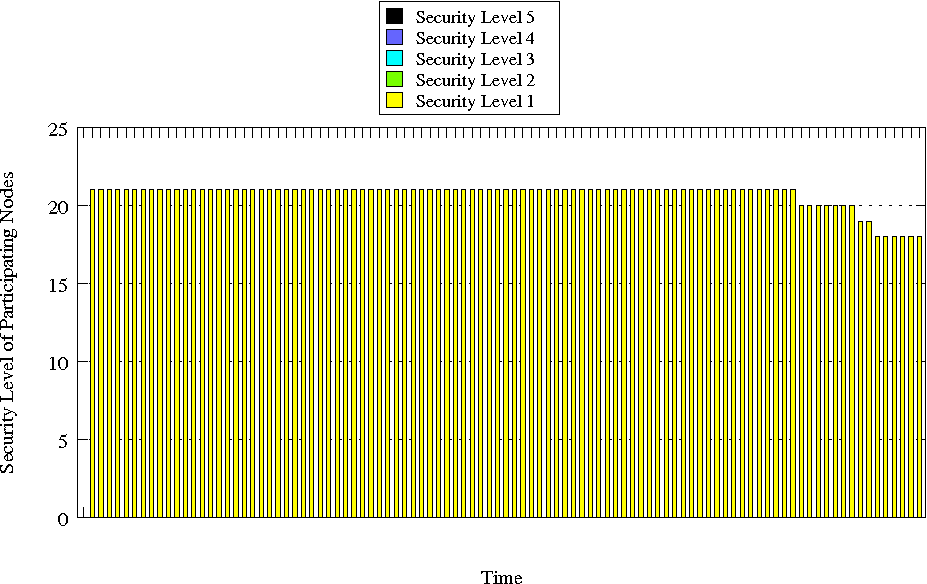 Security Level 5
Security Level 4
Security Level 3
Security Level 2
Security Level 1
25
20
15
10
5
0
Security Level of Participating Nodes
Time